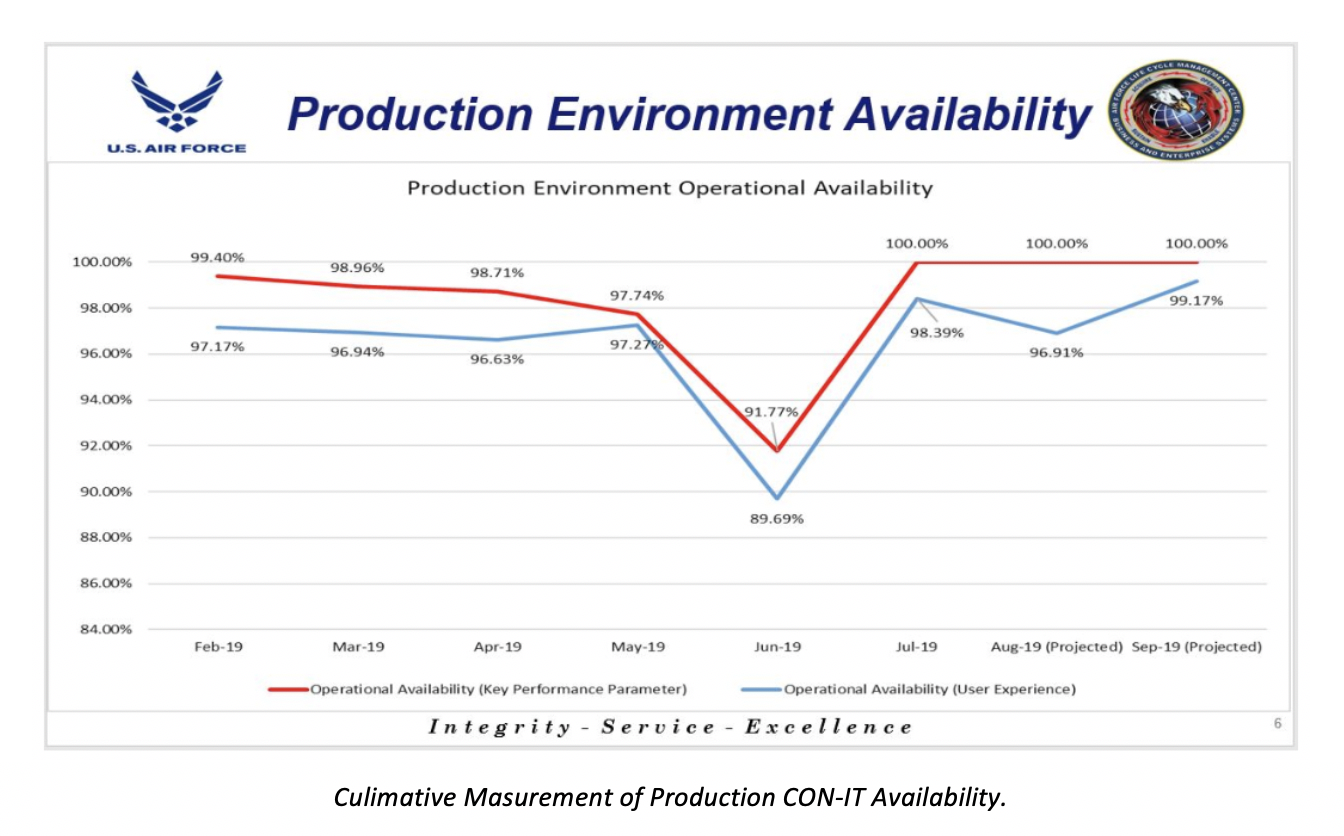 U.S. AIR FORCE
Production Environment Availability
AIR FORCE LIFE CYCLE MANAGEMENT CENTER
BUSINESS AND ENTERPRISE SYSTEMS
Production Environment Operational Availability
100.00% 100.00% 100.00%
99.40%
100.00%
98.96%
98.71%
97.74%
99.17%
98.00%
98.39%
97.17%
97.27%
96.94%
96.91%
96.00%
96.63%
94.00%
91.77%
92.00%
90.00%
89.69%
88.00%
86.00%
84.00%
Feb-19 Mar-19 Apr-19 May-19 Jun-19 Jul-19 Aug-19 (Projected) Sep-19 (Projected)
Operational Availability (Key Performance Parameter) Operational Availability (User Experience)
Integrity - Service - Excellence
6
Culimative Masurement of Production CON-IT Availability.